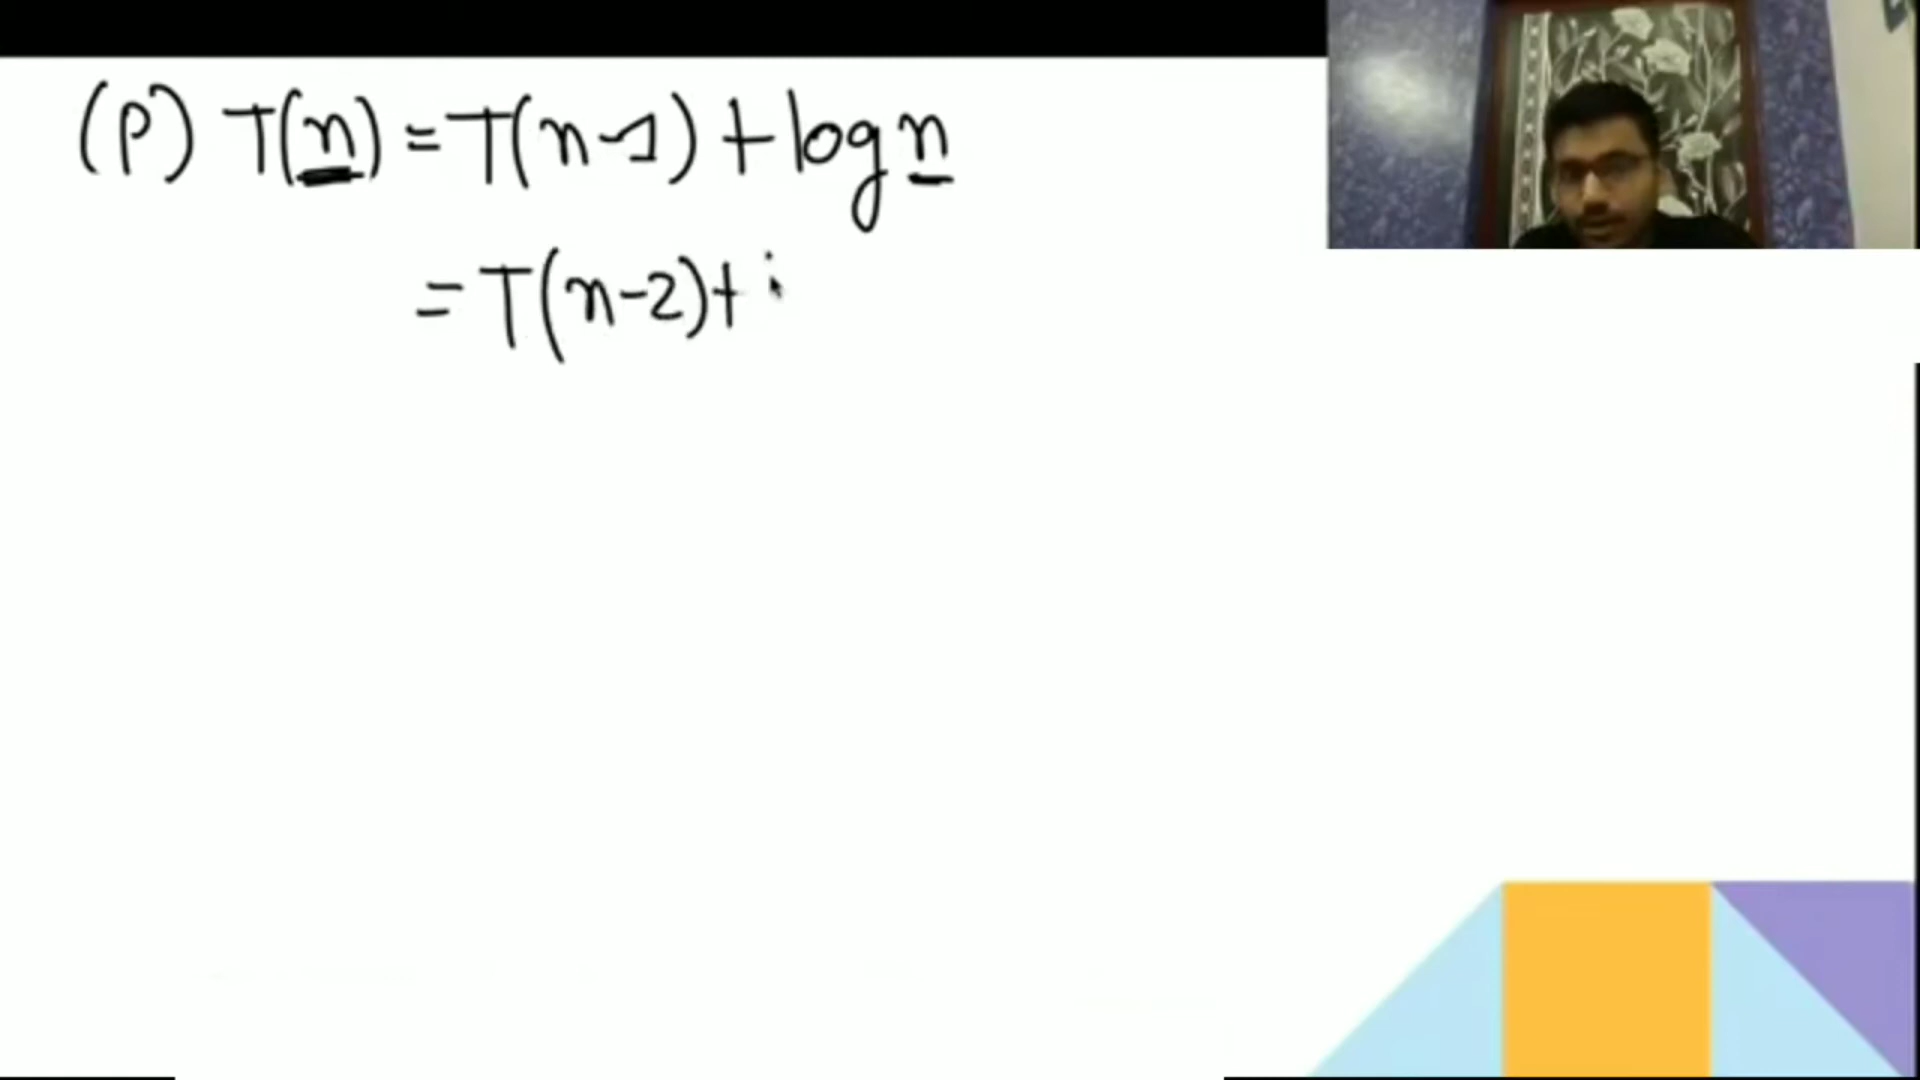 (P) T(n) = T(n-1) + log n
= T(n-2) +